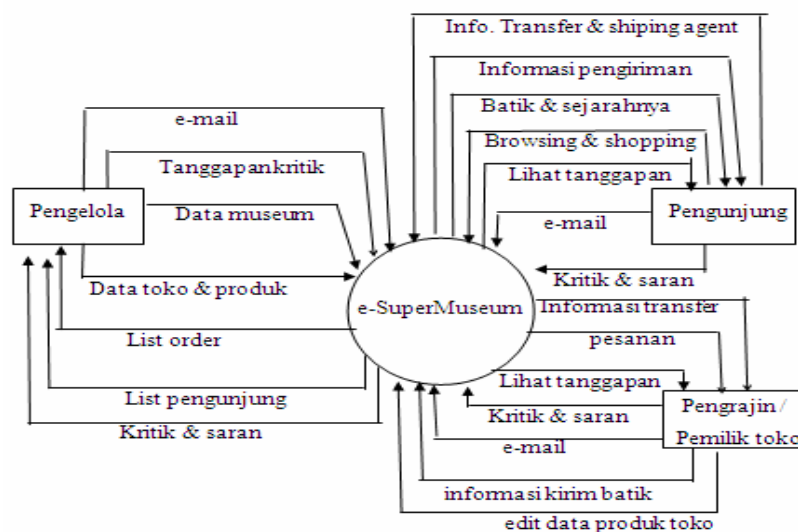 Info. Transfer & shiping agent
Informasi pengiriman
Batik & sejarahnya
Browsing & shopping
Lihat tanggapan
e-mail
Kritik & saran
Pengunjung
e-mail
Tanggapankritik
Data museum
Data toko & produk
Pengelola
List order
List pengunjung
Kritik & saran
e-SuperMuseum
Informasi transfer
pesanan
Lihat tanggapan
Kritik & saran
e-mail
informasi kirim batik
edit data produk toko
Pengrajin /
Pemilik toko